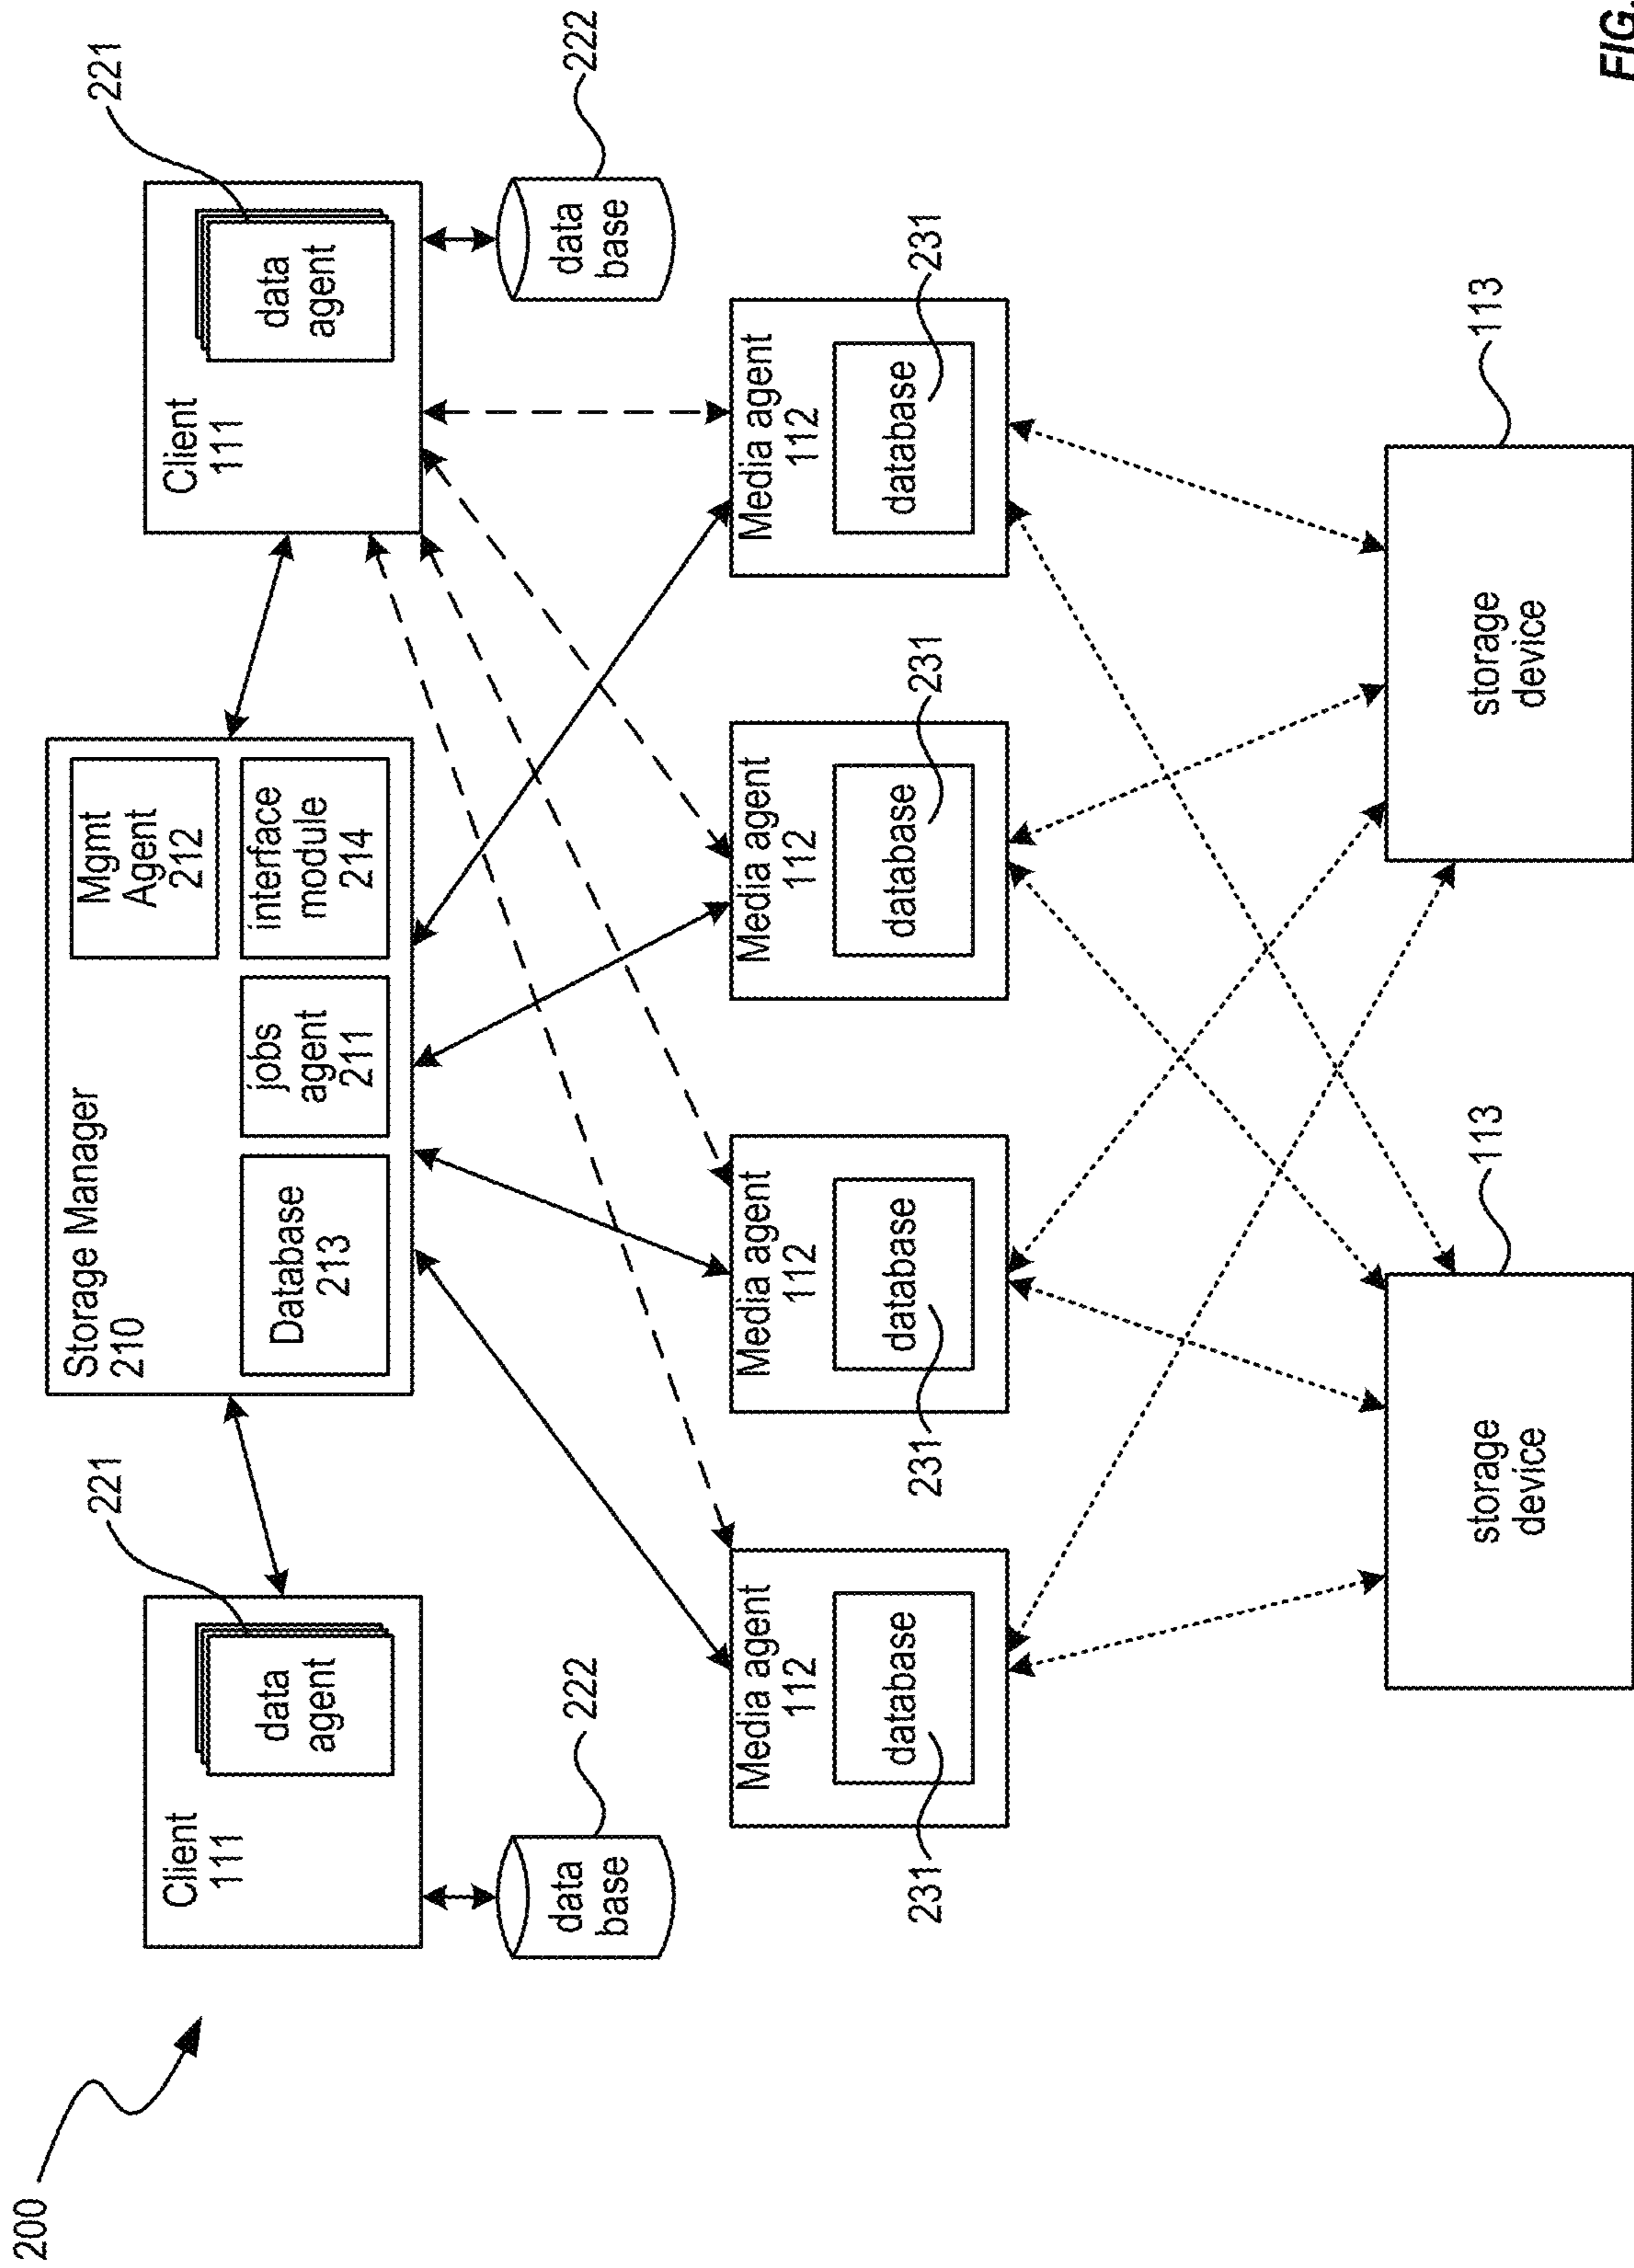 200
Storage Manager
210
Mgmt
Agent
212
Database
213
jobs
agent
211
interface
module
214
Client
111
data
agent
221
data
base
222
Client
111
data
agent
221
data
base
222
Media agent
112
database
231
Media agent
112
database
231
Media agent
112
database
231
Media agent
112
database
231
storage
device
113
storage
device
113
FIG.